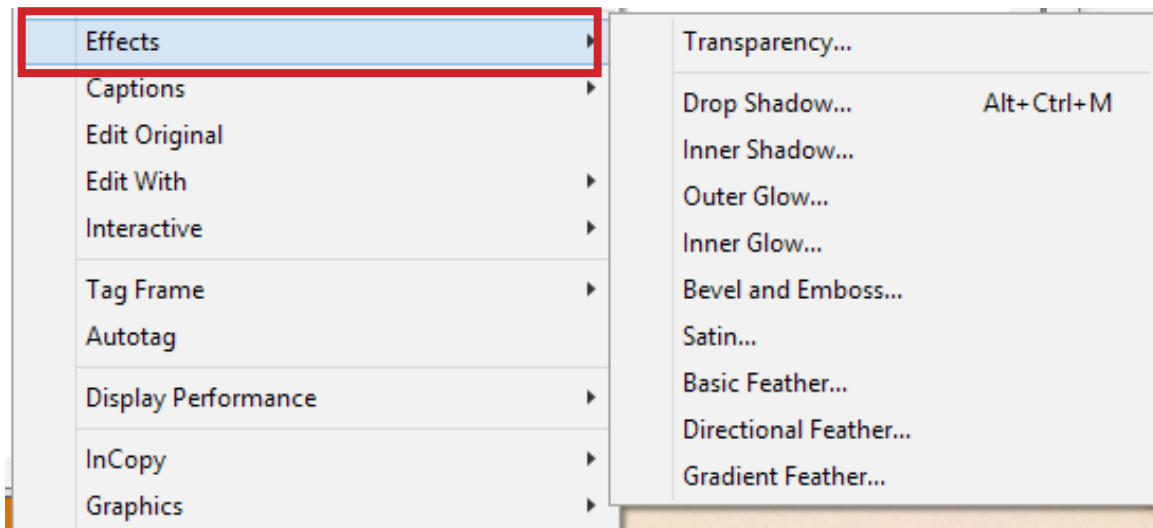 Effects
Captions
Edit Original
Edit With
Interactive
Tag Frame
Autotag
Display Performance
InCopy
Graphics
Transparency...
Drop Shadow... Alt+Ctrl+M
Inner Shadow...
Outer Glow...
Inner Glow...
Bevel and Emboss...
Satin...
Basic Feather...
Directional Feather...
Gradient Feather...